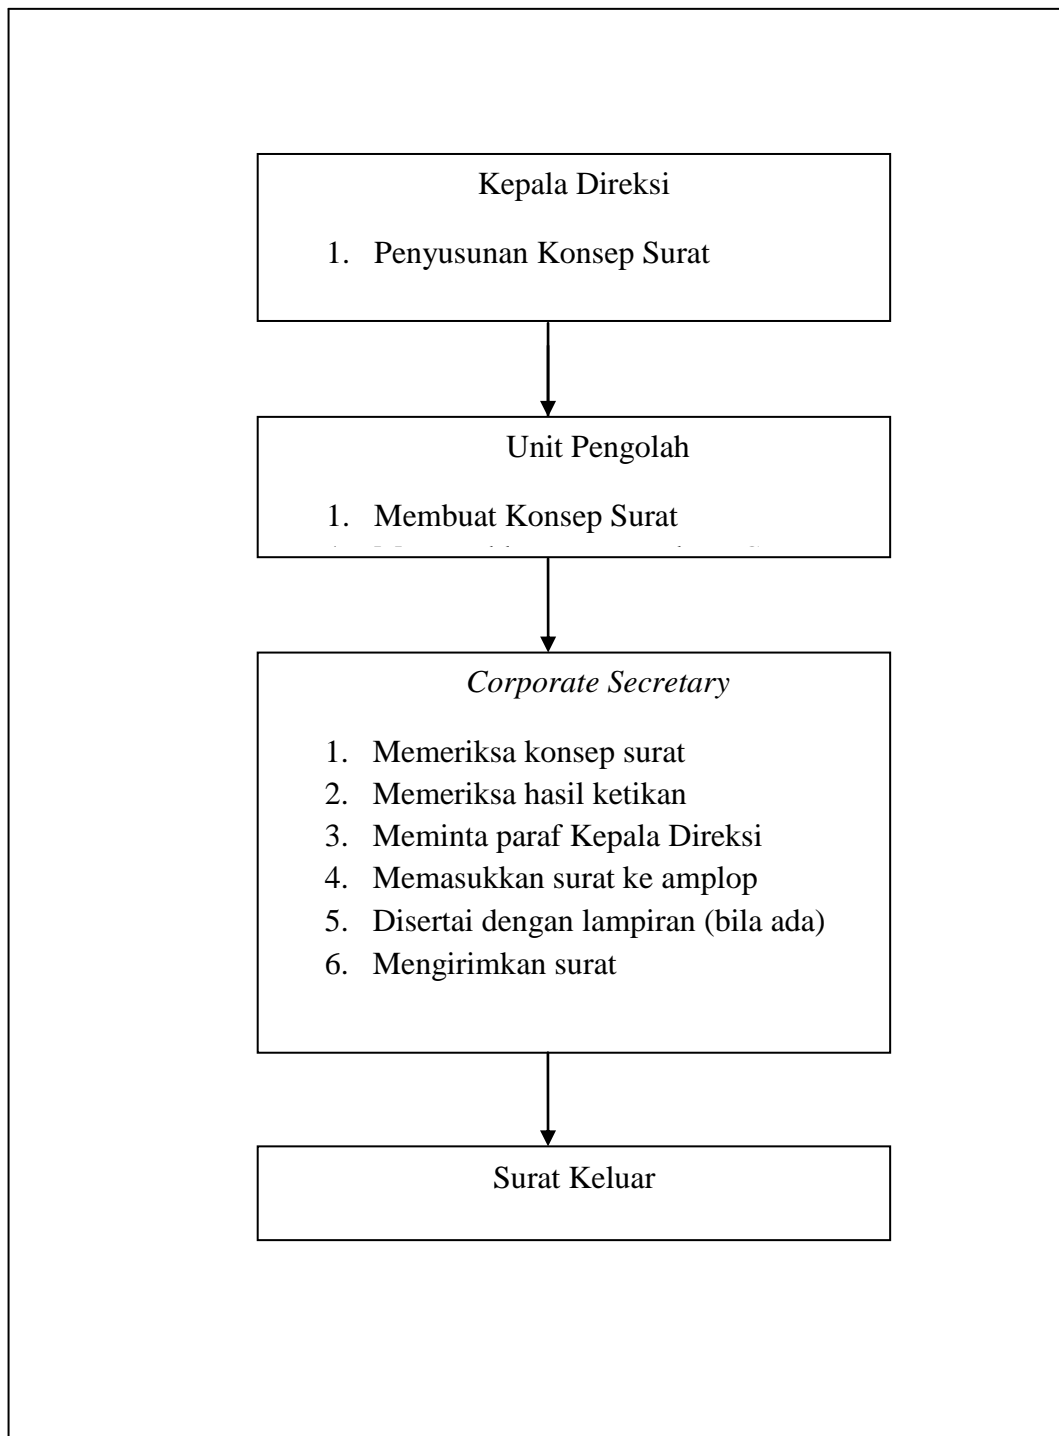 Kepala Direksi
1. Penyusunan Konsep Surat
Unit Pengolah
1. Membuat Konsep Surat
Corporate Secretary
1. Memeriksa konsep surat
2. Memeriksa hasil ketikan
3. Meminta paraf Kepala Direksi
4. Memasukkan surat ke amplop
5. Disertai dengan lampiran (bila ada)
6. Mengirimkan surat
Surat Keluar